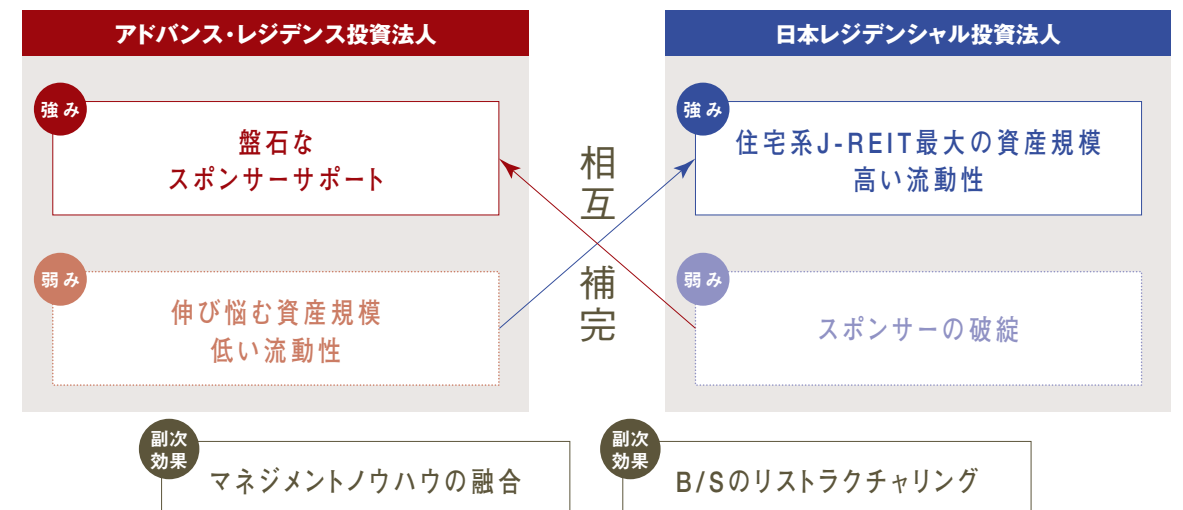 アドバンス・レジデンス投資法人
強み
盤石な
スポンサーサポート
弱み
伸び悩む資産規模
低い流動性
相互補完
日本レジデンシャル投資法人
強み
住宅系J-REIT最大の資産規模
高い流動性
弱み
スポンサーの破綻
副次
効果
マネジメントノウハウの融合
副次
効果
B/Sのリストラクチャリング